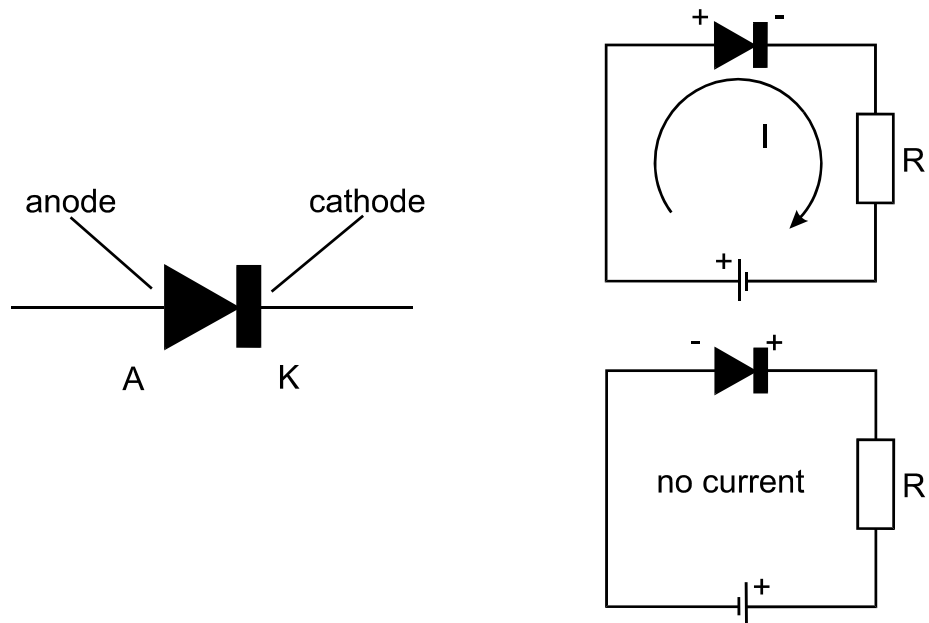 anode
cathode
A
K
+ -
I
R
+
- +
no current
R
+